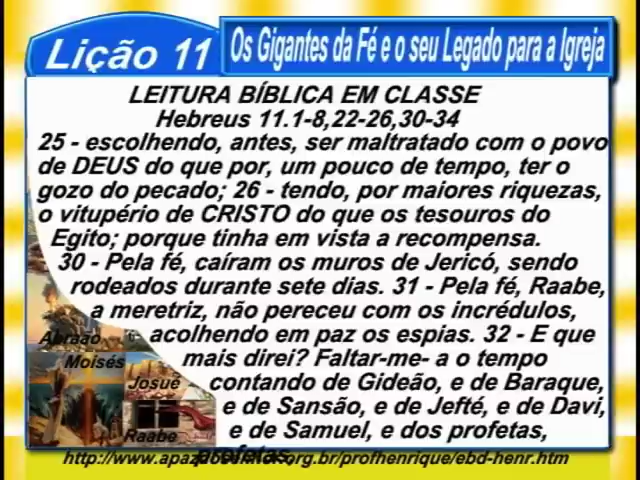 Lição 11
Os Gigantes da Fé e o seu Legado para a Igreja
LEITURA BÍBLICA EM CLASSE
Hebreus 11.1-8,22-26,30-34
25 - escolhendo, antes, ser maltratado com o povo
de DEUS do que por, um pouco de tempo, ter o
gozo do pecado; 26 - tendo, por maiores riquezas,
o vitupério de CRISTO do que os tesouros do
Egito; porque tinha em vista a recompensa.
30 - Pela fé, caíram os muros de Jericó, sendo
rodeados durante sete dias. 31 - Pela fé, Raabe,
a meretriz, não pereceu com os incrédulos,
acolhendo em paz os espias. 32 - E que
mais direi? Faltar-me- a o tempo
contando de Gideão, e de Baraque,
e de Sansão, e de Jefté, e de Davi,
e de Samuel, e dos profetas,
profetas,
Abraão
Moisés
Josué
Raabe